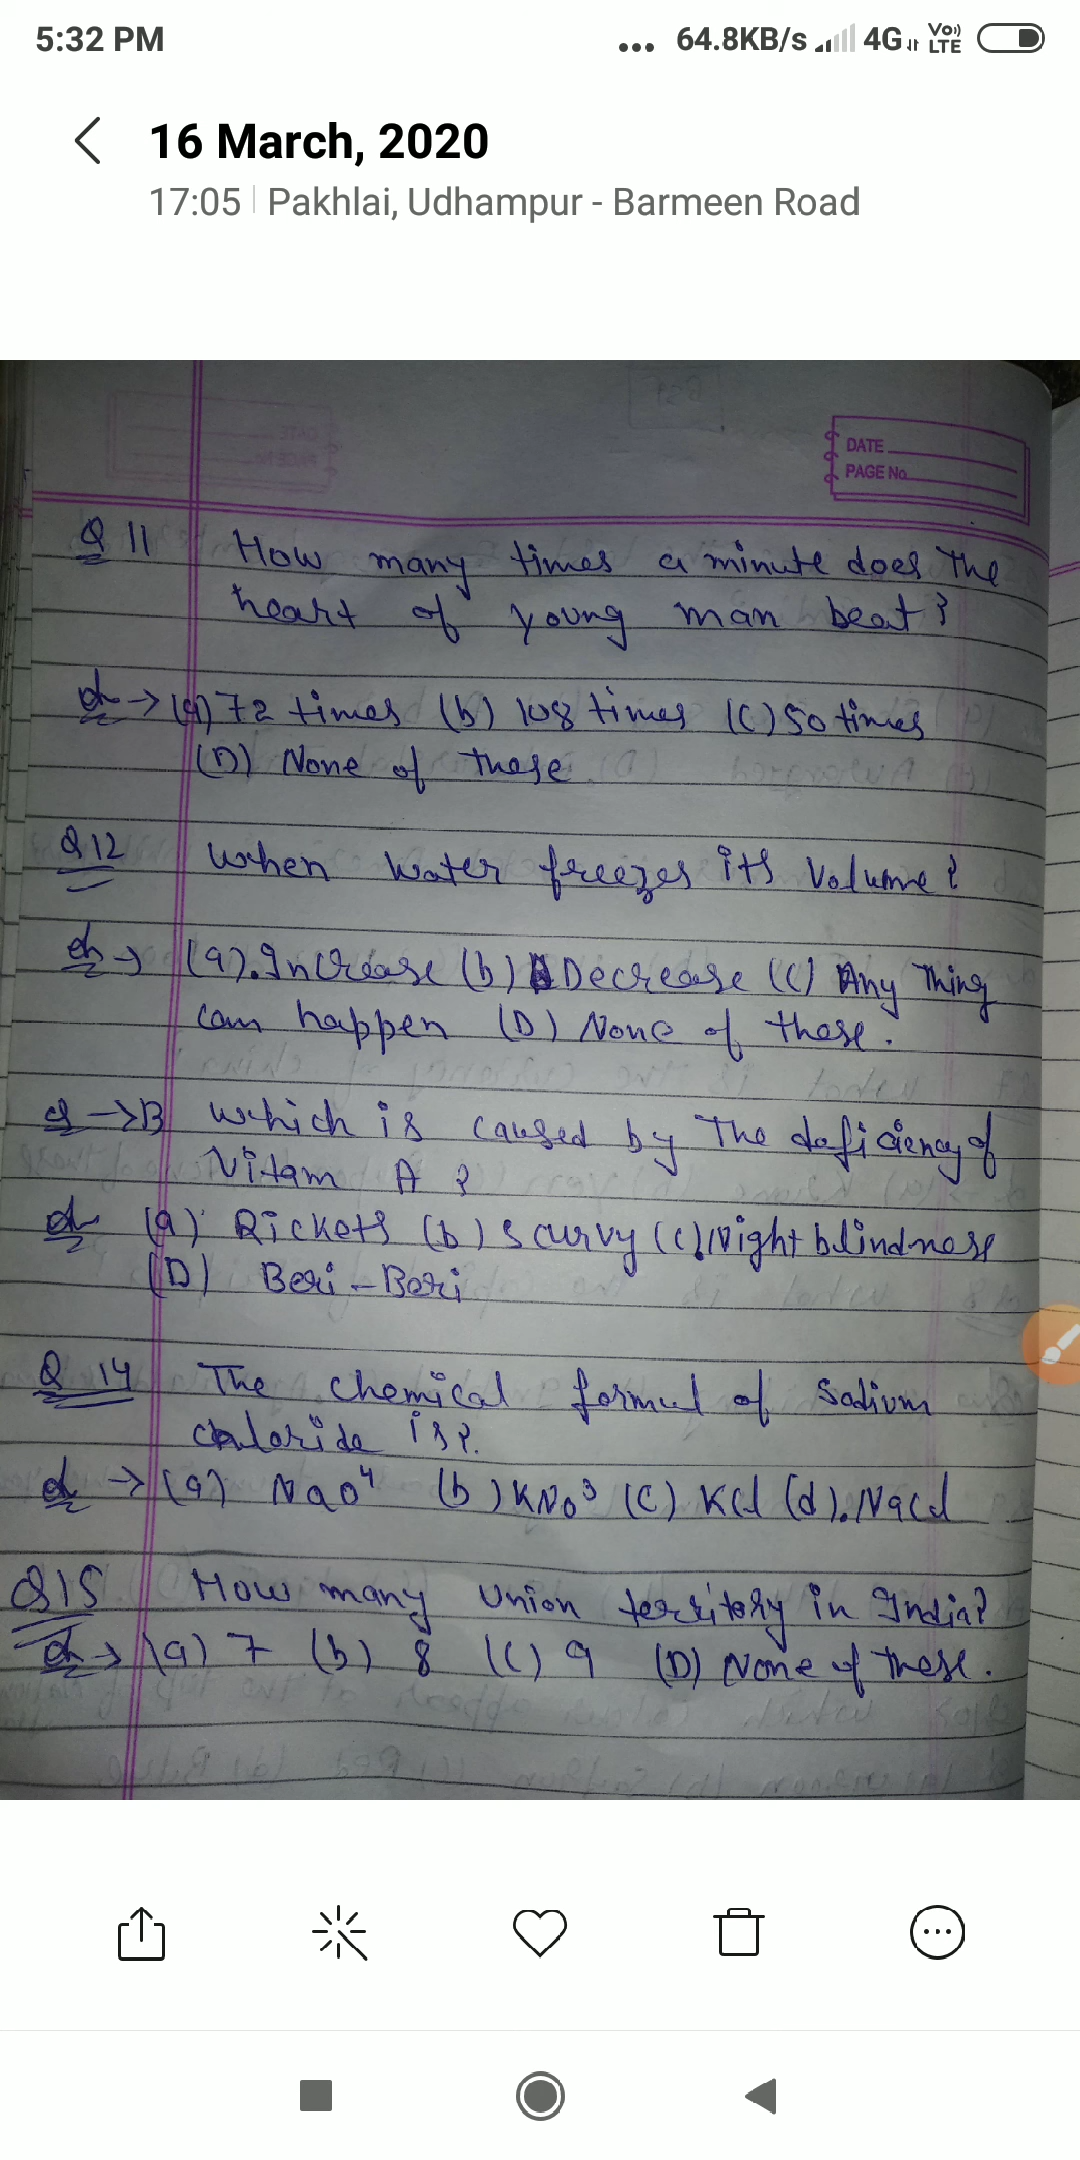 5:32 PM
... 64.8KB/s 4G Vo)) LTE
16 March, 2020
17:05 | Pakhlai, Udhampur - Barmeen Road
DATE
PAGE No.
Q 11 How many times a minute does The
heart of young man beat?
(a) 72 times (b) 108 times (C) 50 times
(D) None of These
Q 12 When water freezes its Volume?
(a). Increase (b) Decrease (C) Any Thing
can happen (D) None of these.
Q → 13 Which is caused by The deficiency of
Vitam A ?
(a) Rickets (b) Scurvy (c) Night blindness
(D) Beri - Beri
Q 14 The chemical formul of Sodium
chloride is?.
→ (a) NaO⁴ (b) KNO³ (C) KCl (d). NaCl
Q15 How many Union territory in India?
→ (a) 7 (b) 8 (C) 9 (D) None of These.